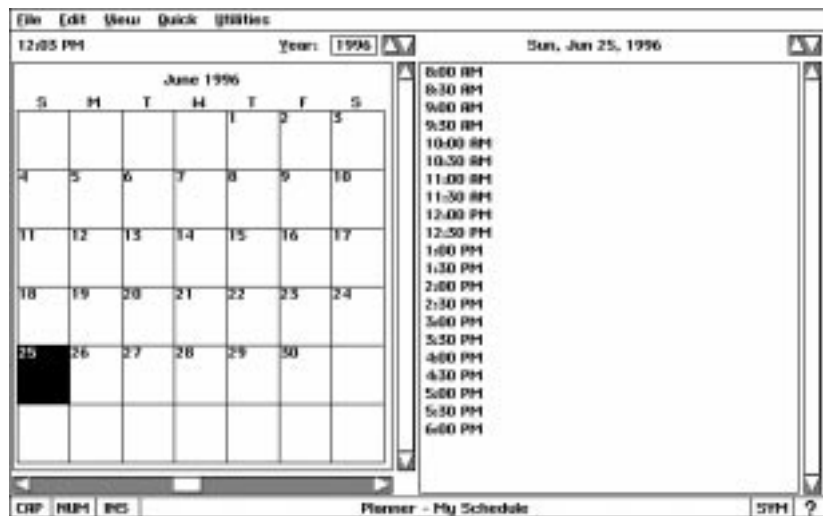 File Edit View Quick Utilities
12:03 PM Year: 1996
Sun, Jun 25, 1996
June 1996
S M T W T F S
1 2 3
4 5 6 7 8 9 10
11 12 13 14 15 16 17
18 19 20 21 22 23 24
25 26 27 28 29 30
8:00 AM
8:30 AM
9:00 AM
9:30 AM
10:00 AM
10:30 AM
11:00 AM
11:30 AM
12:00 PM
12:30 PM
1:00 PM
1:30 PM
2:00 PM
2:30 PM
3:00 PM
3:30 PM
4:00 PM
4:30 PM
5:00 PM
5:30 PM
6:00 PM
CAP NUM INS Planner - My Schedule SYM ?